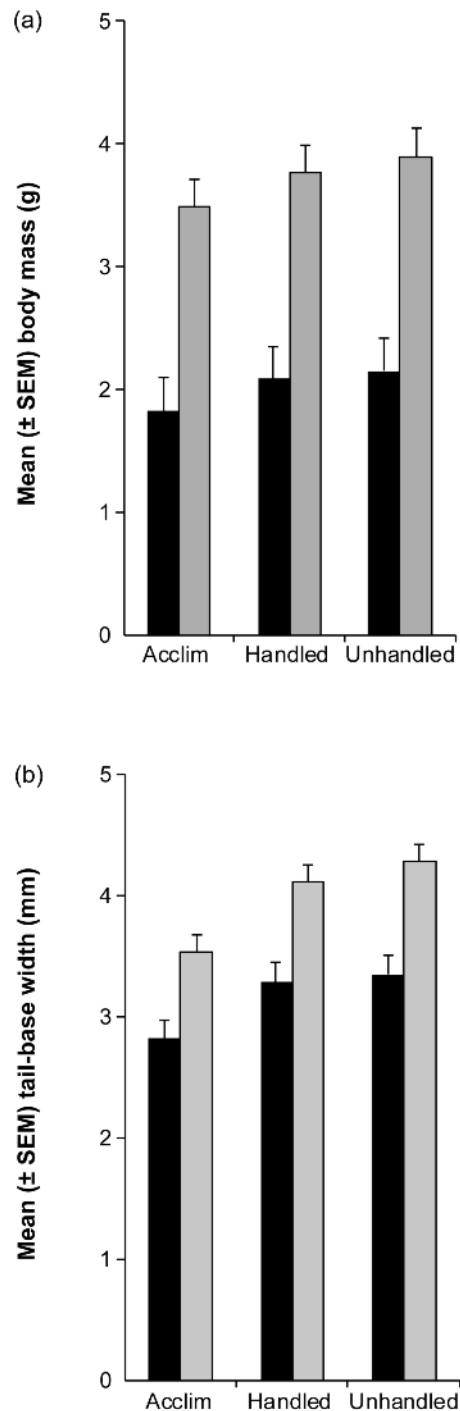 (a)
Mean (± SEM) body mass (g)
5
4
3
2
1
0
Acclim Handled Unhandled
(b)
Mean (± SEM) tail-base width (mm)
5
4
3
2
1
0
Acclim Handled Unhandled